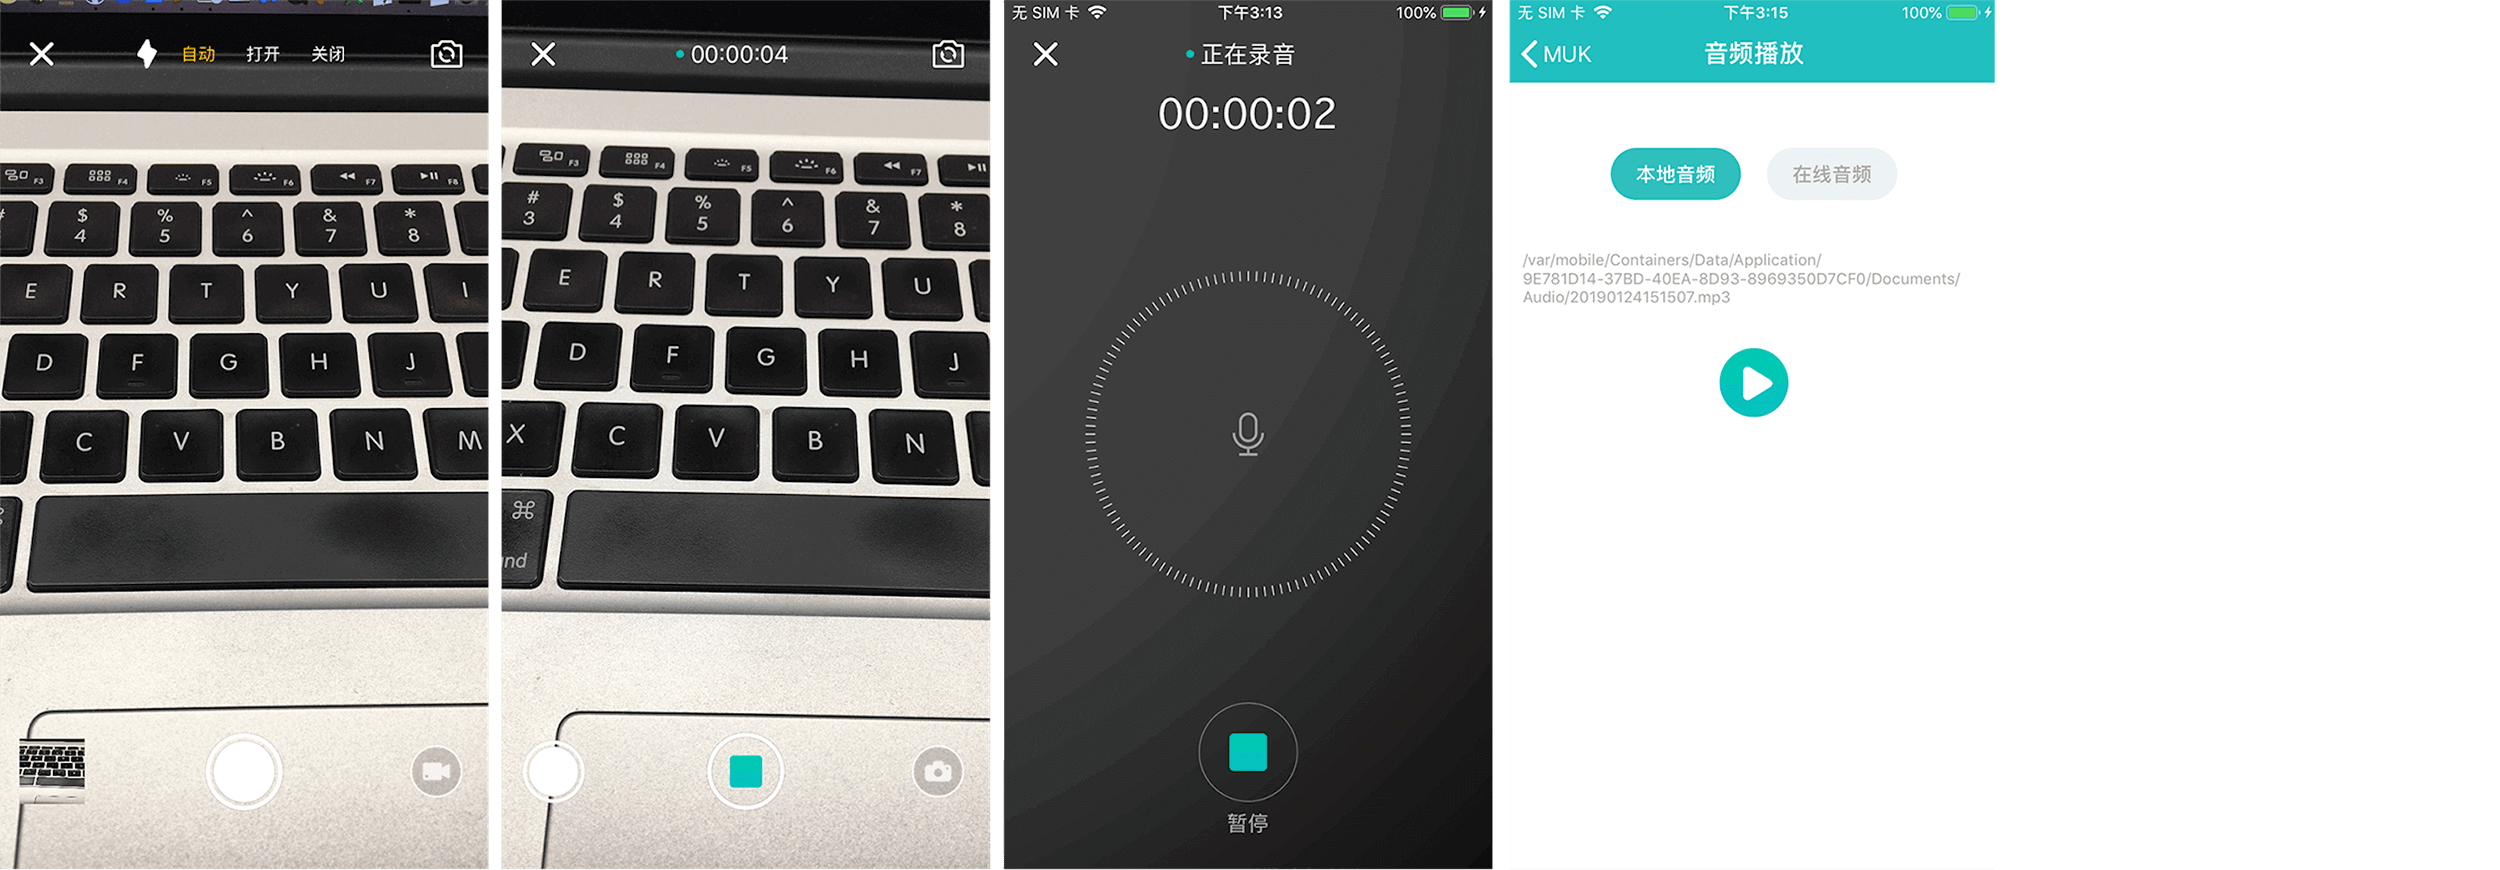 自动 打开 关闭
F3 F4 F5 F6 F7 F8
$ % ^ & *
4 5 6 7 8
E R T Y U I
D F G H J
C V B N M
00:00:04
F3 F4 F5 F6 F7
# $ % ^ & *
3 4 5 6 7 8
E R T Y U
D F G H J
X C V B N
⌘
无 SIM 卡 下午3:13 100%
正在录音
00:00:02
暂停
无 SIM 卡 下午3:15 100%
MUK 音频播放
本地音频 在线音频
/var/mobile/Containers/Data/Application/
9E781D14-37BD-40EA-8D93-8969350D7CF0/Documents/
Audio/20190124151507.mp3